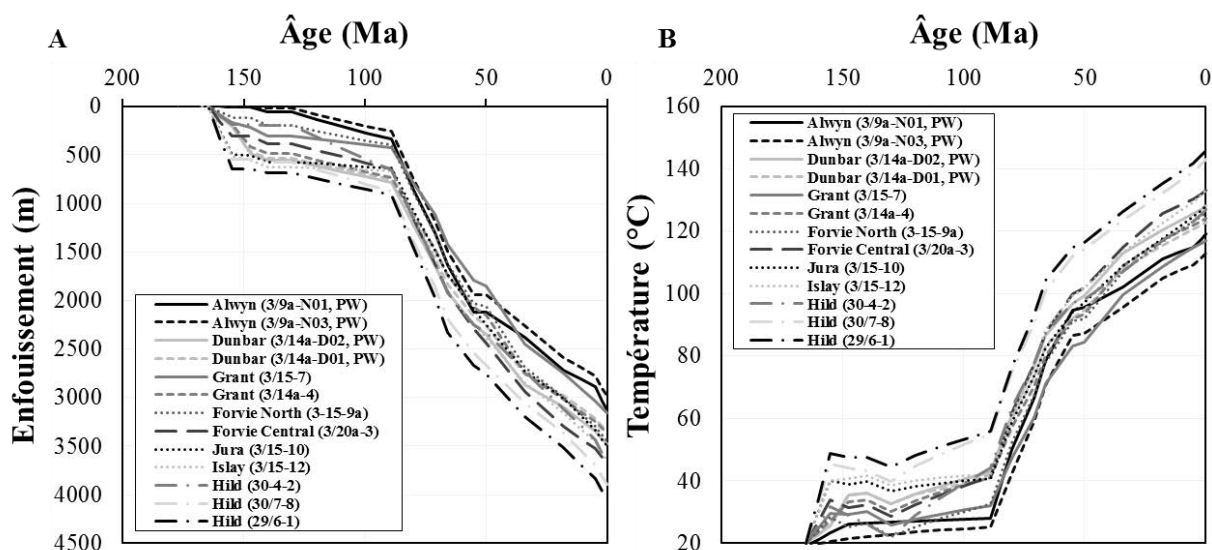 A
Âge (Ma)
200 150 100 50 0
Enfouissement (m)
0
500
1000
1500
2000
2500
3000
3500
4000
4500
Alwyn (3/9a-N01, PW)
Alwyn (3/9a-N03, PW)
Dunbar (3/14a-D02, PW)
Dunbar (3/14a-D01, PW)
Grant (3/15-7)
Grant (3/14a-4)
Forvie North (3-15-9a)
Forvie Central (3/20a-3)
Jura (3/15-10)
Islay (3/15-12)
Hild (30-4-2)
Hild (30/7-8)
Hild (29/6-1)
B
Âge (Ma)
200 150 100 50 0
Température (°C)
160
140
120
100
80
60
40
20
Alwyn (3/9a-N01, PW)
Alwyn (3/9a-N03, PW)
Dunbar (3/14a-D02, PW)
Dunbar (3/14a-D01, PW)
Grant (3/15-7)
Grant (3/14a-4)
Forvie North (3-15-9a)
Forvie Central (3/20a-3)
Jura (3/15-10)
Islay (3/15-12)
Hild (30-4-2)
Hild (30/7-8)
Hild (29/6-1)